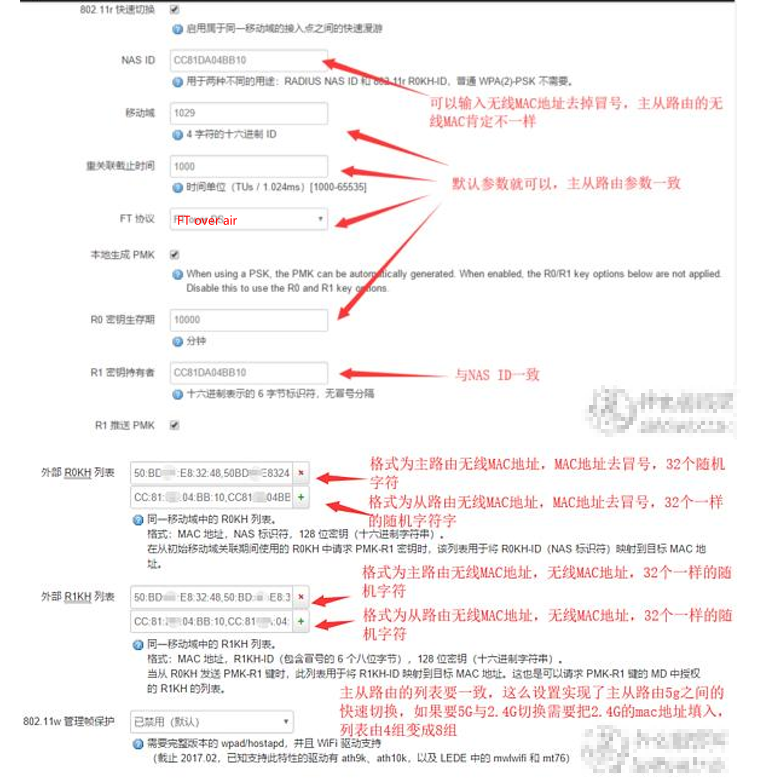 802.11r 快速切换
启用属于同一移动域的接入点之间的快速漫游
NAS ID
CC81DA04BB10
用于两种不同的用途：RADIUS NAS ID 和 802.11r R0KH-ID，普通 WPA(2)-PSK 不需要。
可以输入无线MAC地址去掉冒号，主从路由的无
线MAC肯定不一样
移动域
1029
4 字符的十六进制 ID
重关联截止时间
1000
时间单位（TUs / 1.024ms）[1000-65535]
默认参数就可以，主从路由参数一致
FT 协议
FT over air
本地生成 PMK
When using a PSK, the PMK can be automatically generated. When enabled, the R0/R1 key options below are not applied.
Disable this to use the R0 and R1 key options.
R0 密钥生存期
10000
分钟
R1 密钥持有者
CC81DA04BB10
与NAS ID一致
十六进制表示的 6 字节标识符，无冒号分隔
R1 推送 PMK
外部 R0KH 列表
50:BD :E8:32:48,50BD E8324
格式为主路由无线MAC地址，MAC地址去冒号，32个随机
字符
CC:81: :04:BB:10,CC81 04BE
格式为从路由无线MAC地址，MAC地址去冒号，32个一样
的随机字符字
同一移动域中的 R0KH 列表。
格式：MAC 地址，NAS 标识符，128 位密钥（十六进制字符串）。
在从初始移动域关联期间使用的 R0KH 中请求 PMK-R1 密钥时，该列表用于将 R0KH-ID（NAS 标识符）映射到目标 MAC 地
址。
外部 R1KH 列表
50:BD :E8:32:48,50:BD: :E8:3
格式为主路由无线MAC地址，无线MAC地址，32个一样的随
机字符
CC:81: :04:BB:10,CC:81 :04:
格式为从路由无线MAC地址，无线MAC地址，32个一样的随
机字符
同一移动域中的 R1KH 列表。
格式：MAC 地址，R1KH-ID（包含冒号的 6 个八位字节），128 位密钥（十六进制字符串）。
当从 R0KH 发送 PMK-R1 键时，此列表用于将 R1KH-ID 映射到目标 MAC 地址。这也是可以请求 PMK-R1 键的 MD 中授权
的 R1KH 的列表。
主从路由的列表要一致，这么设置实现了主从路由5g之间的
快速切换，如果要5G与2.4G切换需要把2.4G的mac地址填入，
列表由4组变成8组
802.11w 管理帧保护
已禁用（默认）
需要完整版本的 wpad/hostapd，并且 WiFi 驱动支持
（截止 2017.02，已知支持此特性的驱动有 ath9k、ath10k，以及 LEDE 中的 mwlwifi 和 mt76）